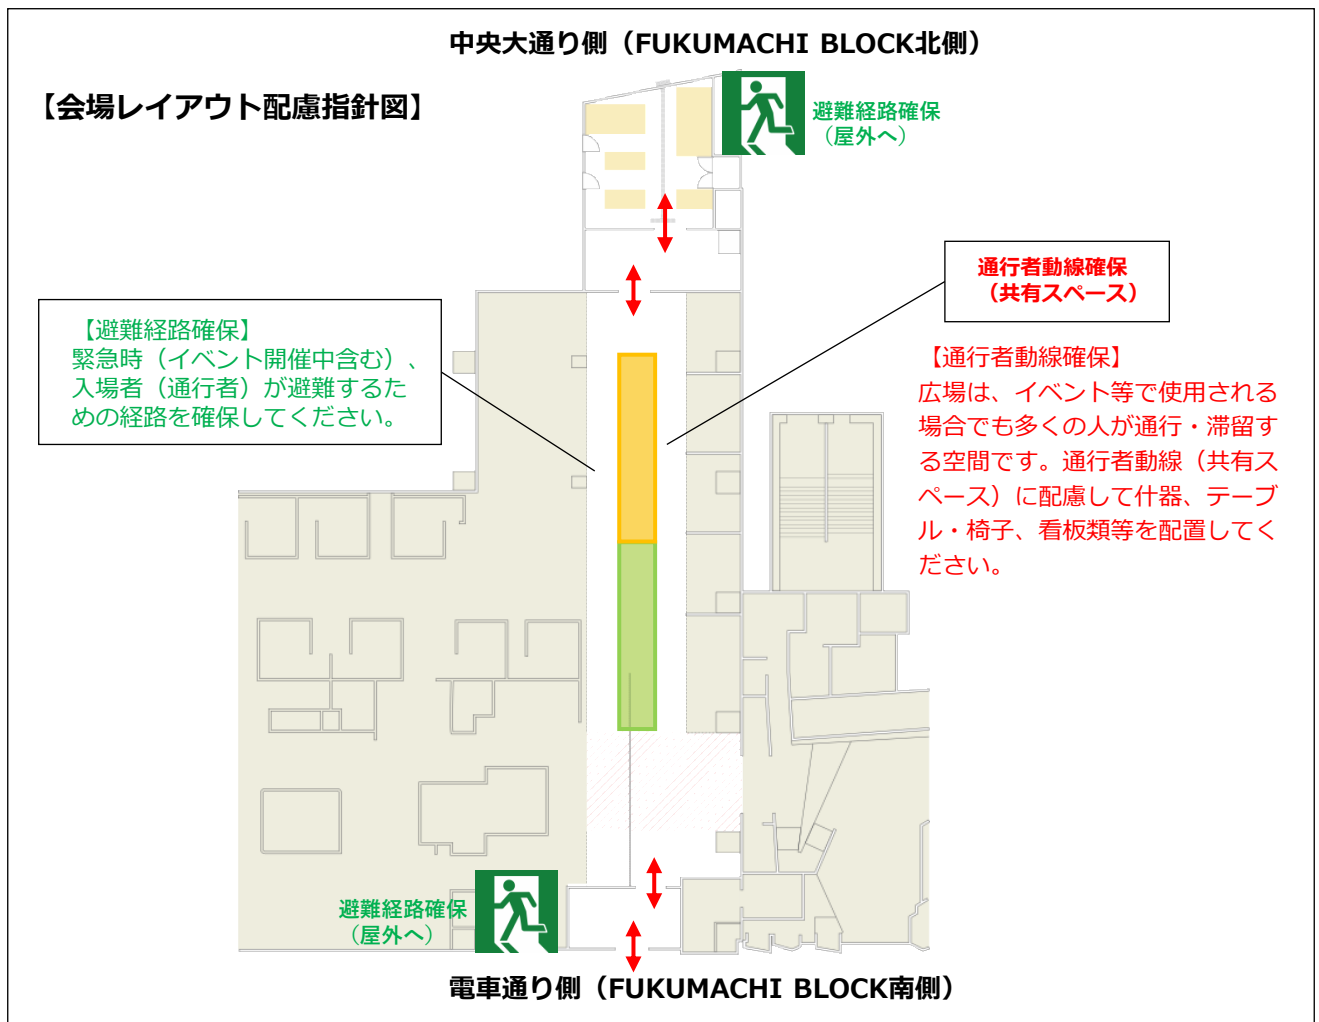 中央大通り側（FUKUMACHI BLOCK北側）
【会場レイアウト配慮指針図】
避難経路確保
（屋外へ）
通行者動線確保
（共有スペース）
【避難経路確保】
緊急時（イベント開催中含む）、
入場者（通行者）が避難するた
めの経路を確保してください。
【通行者動線確保】
広場は、イベント等で使用される
場合でも多くの人が通行・滞留す
る空間です。通行者動線（共有ス
ペース）に配慮して什器、テーブ
ル・椅子、看板類等を配置してく
ださい。
避難経路確保
（屋外へ）
電車通り側（FUKUMACHI BLOCK南側）